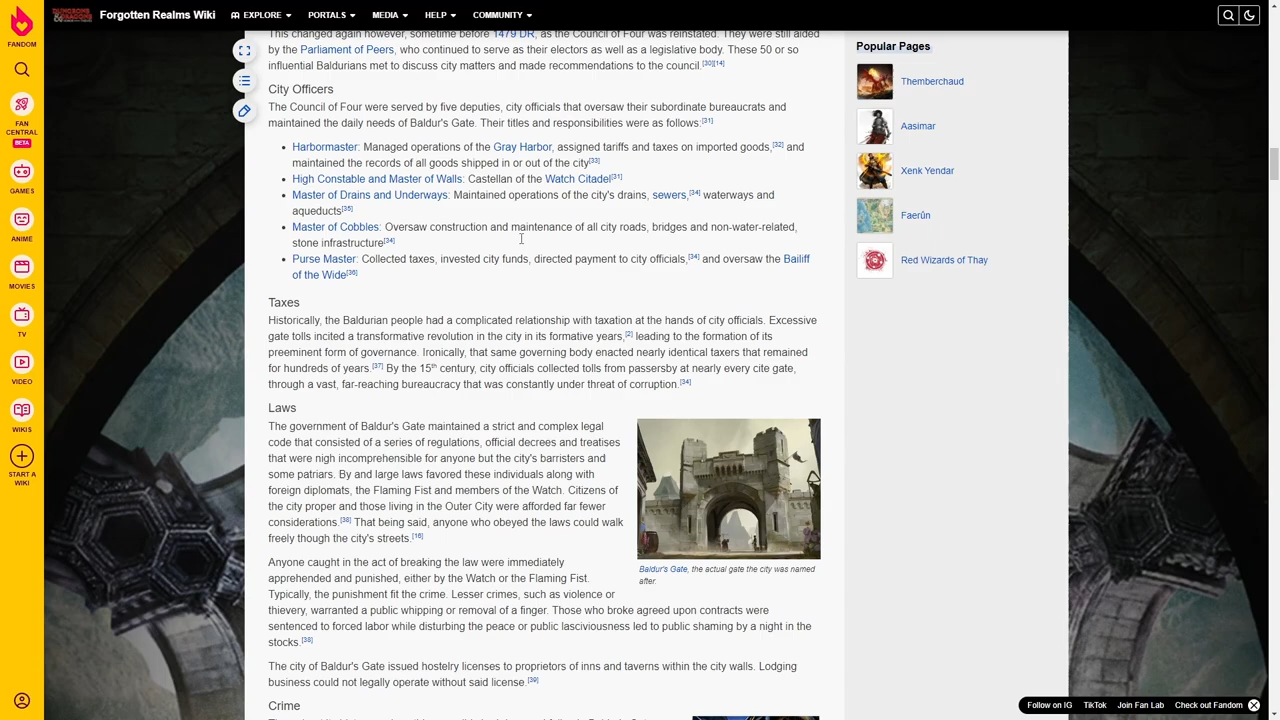 DUNGEONS & DRAGONS
Forgotten Realms Wiki
EXPLORE
PORTALS
MEDIA
HELP
COMMUNITY
FANDOM
FAN
CENTRAL
BETA
GAMES
ANIME
MOVIES
TV
VIDEO
WIKIS
START A
WIKI
This changed again however, sometime before 1479 DR, as the Council of Four was reinstated. They were still aided
by the Parliament of Peers, who continued to serve as their electors as well as a legislative body. These 50 or so
influential Baldurians met to discuss city matters and made recommendations to the council.[30][14]
City Officers
The Council of Four were served by five deputies, city officials that oversaw their subordinate bureaucrats and
maintained the daily needs of Baldur's Gate. Their titles and responsibilities were as follows:[31]
• Harbormaster: Managed operations of the Gray Harbor, assigned tariffs and taxes on imported goods,[32] and
maintained the records of all goods shipped in or out of the city[33]
• High Constable and Master of Walls: Castellan of the Watch Citadel[31]
• Master of Drains and Underways: Maintained operations of the city's drains, sewers,[34] waterways and
aqueducts[35]
• Master of Cobbles: Oversaw construction and maintenance of all city roads, bridges and non-water-related,
stone infrastructure[34]
• Purse Master: Collected taxes, invested city funds, directed payment to city officials,[34] and oversaw the Bailiff
of the Wide[36]
Taxes
Historically, the Baldurian people had a complicated relationship with taxation at the hands of city officials. Excessive
gate tolls incited a transformative revolution in the city in its formative years,[2] leading to the formation of its
preeminent form of governance. Ironically, that same governing body enacted nearly identical taxers that remained
for hundreds of years.[37] By the 15th century, city officials collected tolls from passersby at nearly every cite gate,
through a vast, far-reaching bureaucracy that was constantly under threat of corruption.[34]
Laws
The government of Baldur's Gate maintained a strict and complex legal
code that consisted of a series of regulations, official decrees and treatises
that were nigh incomprehensible for anyone but the city's barristers and
some patriars. By and large laws favored these individuals along with
foreign diplomats, the Flaming Fist and members of the Watch. Citizens of
the city proper and those living in the Outer City were afforded far fewer
considerations.[38] That being said, anyone who obeyed the laws could walk
freely though the city's streets.[16]
Baldur's Gate, the actual gate the city was named
after.
Anyone caught in the act of breaking the law were immediately
apprehended and punished, either by the Watch or the Flaming Fist.
Typically, the punishment fit the crime. Lesser crimes, such as violence or
thievery, warranted a public whipping or removal of a finger. Those who broke agreed upon contracts were
sentenced to forced labor while disturbing the peace or public lasciviousness led to public shaming by a night in the
stocks.[38]
The city of Baldur's Gate issued hostelry licenses to proprietors of inns and taverns within the city walls. Lodging
business could not legally operate without said license.[39]
Crime
Popular Pages
Themberchaud
Aasimar
Xenk Yendar
Faerûn
Red Wizards of Thay
Follow on IG
TikTok
Join Fan Lab
Check out Fandom